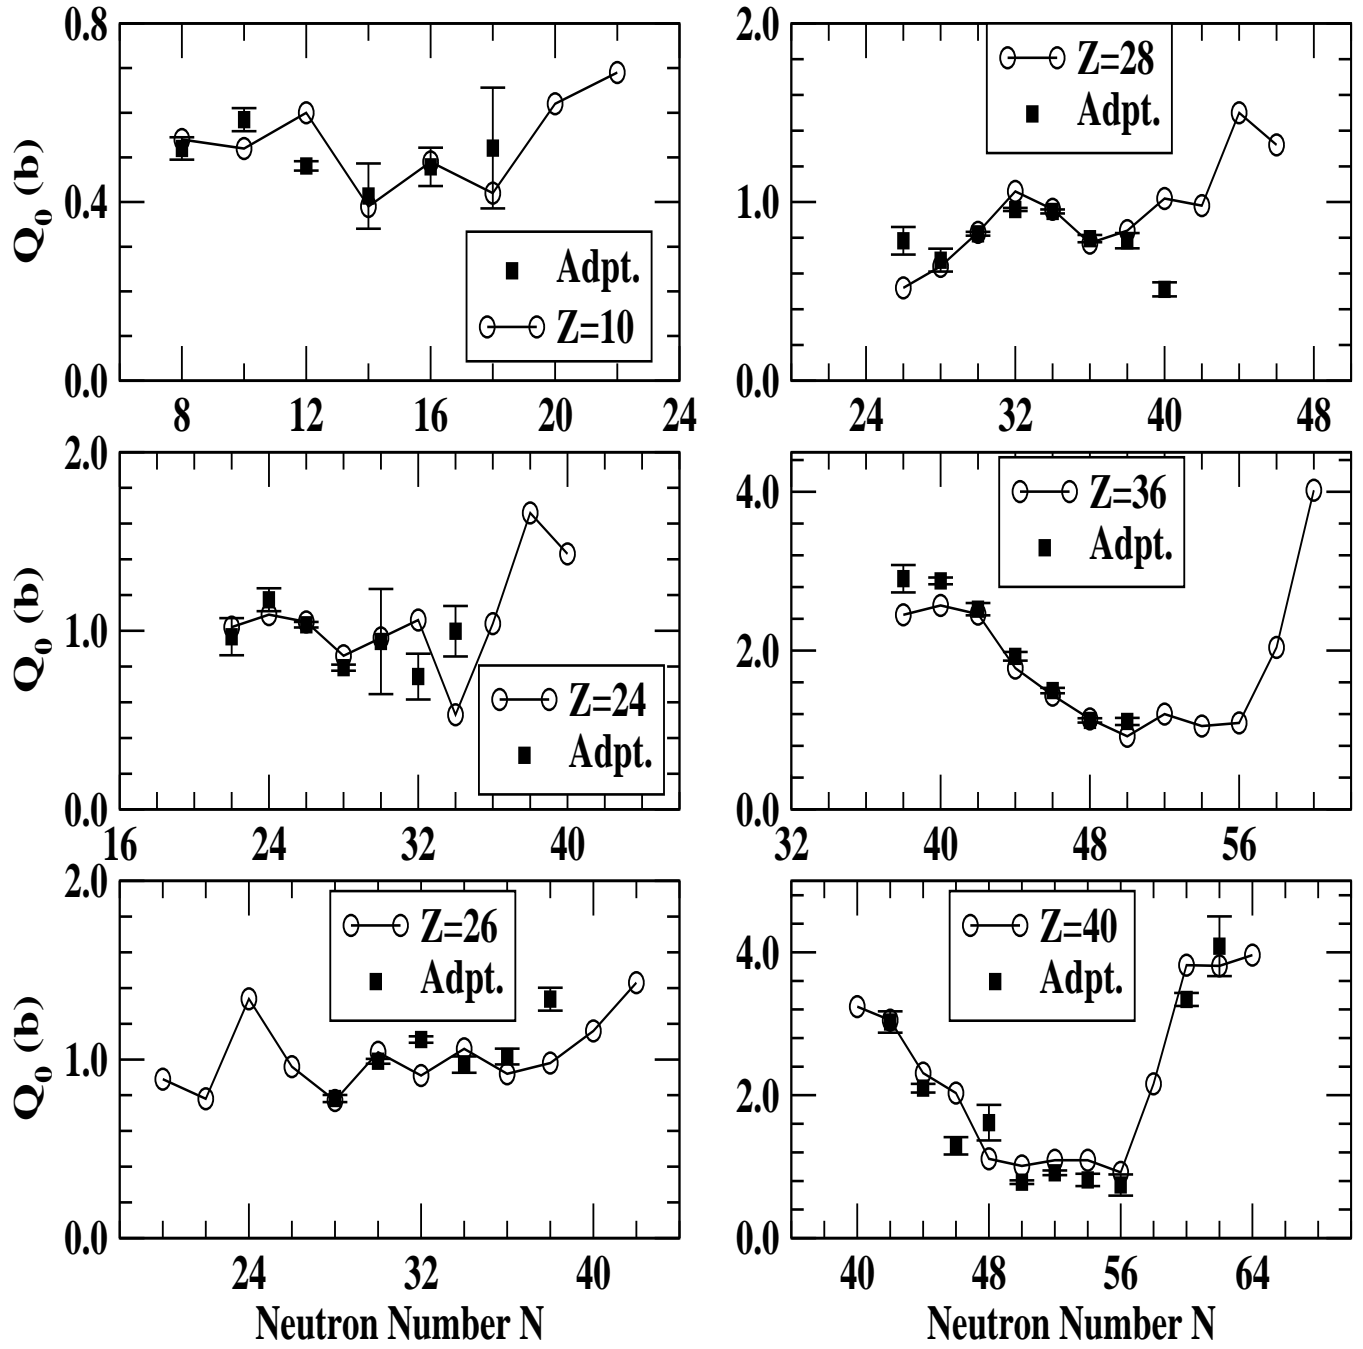 0.8
0.4
0.0
Q0 (b)
Adpt.
Z=10
8 12 16 20 24
2.0
1.0
0.0
Z=28
Adpt.
24 32 40 48
2.0
1.0
0.0
Q0 (b)
Z=24
Adpt.
16 24 32 40
4.0
2.0
0.0
Z=36
Adpt.
32 40 48 56
2.0
1.0
0.0
Q0 (b)
Z=26
Adpt.
24 32 40
Neutron Number N
4.0
2.0
0.0
Z=40
Adpt.
40 48 56 64
Neutron Number N